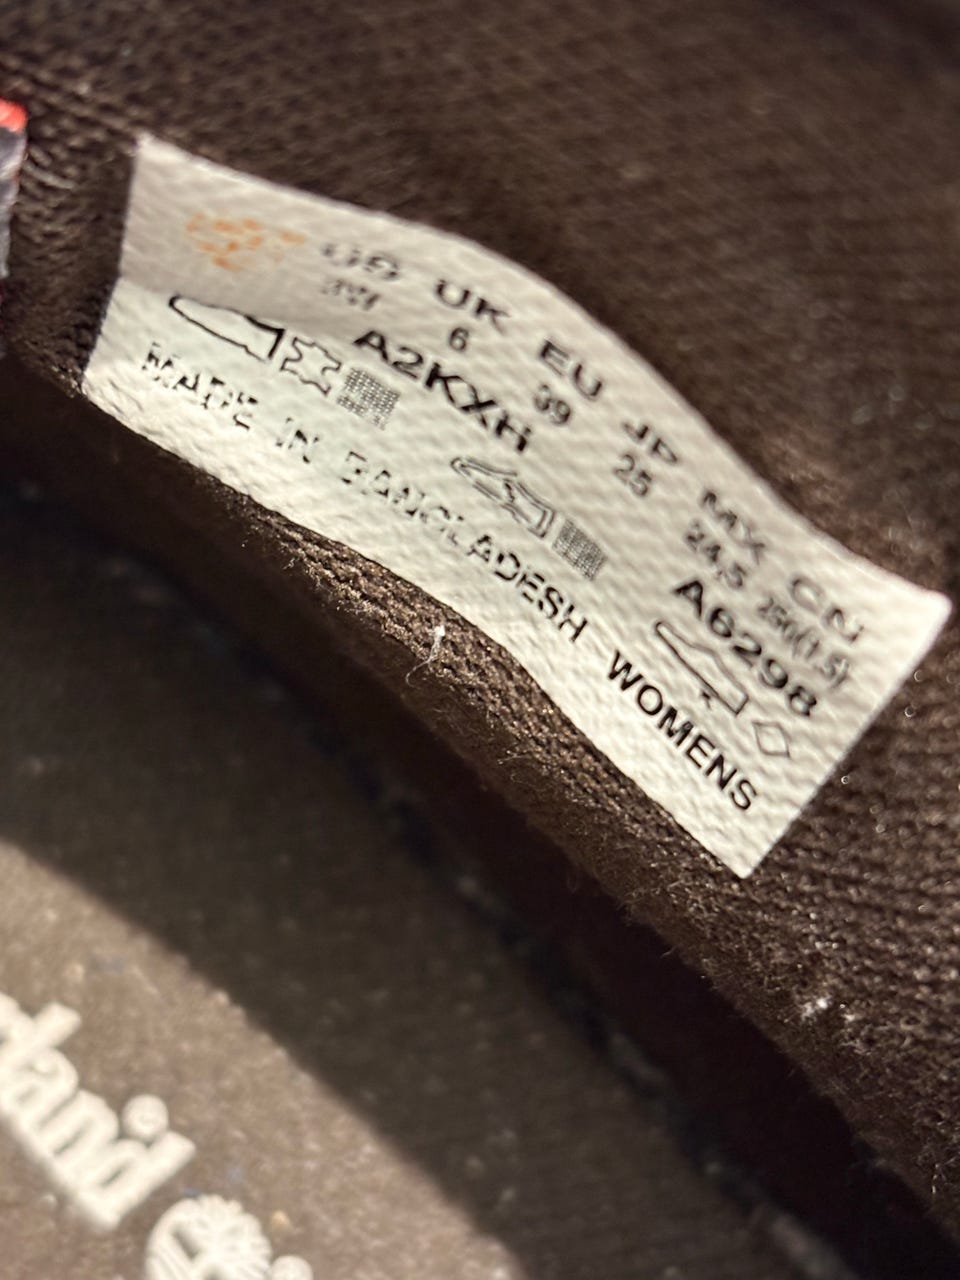 US UK EU JP MX CN
8W 6 39 25 24,5 250(1.5)
A2KXH A6298
MADE IN BANGLADESH WOMENS